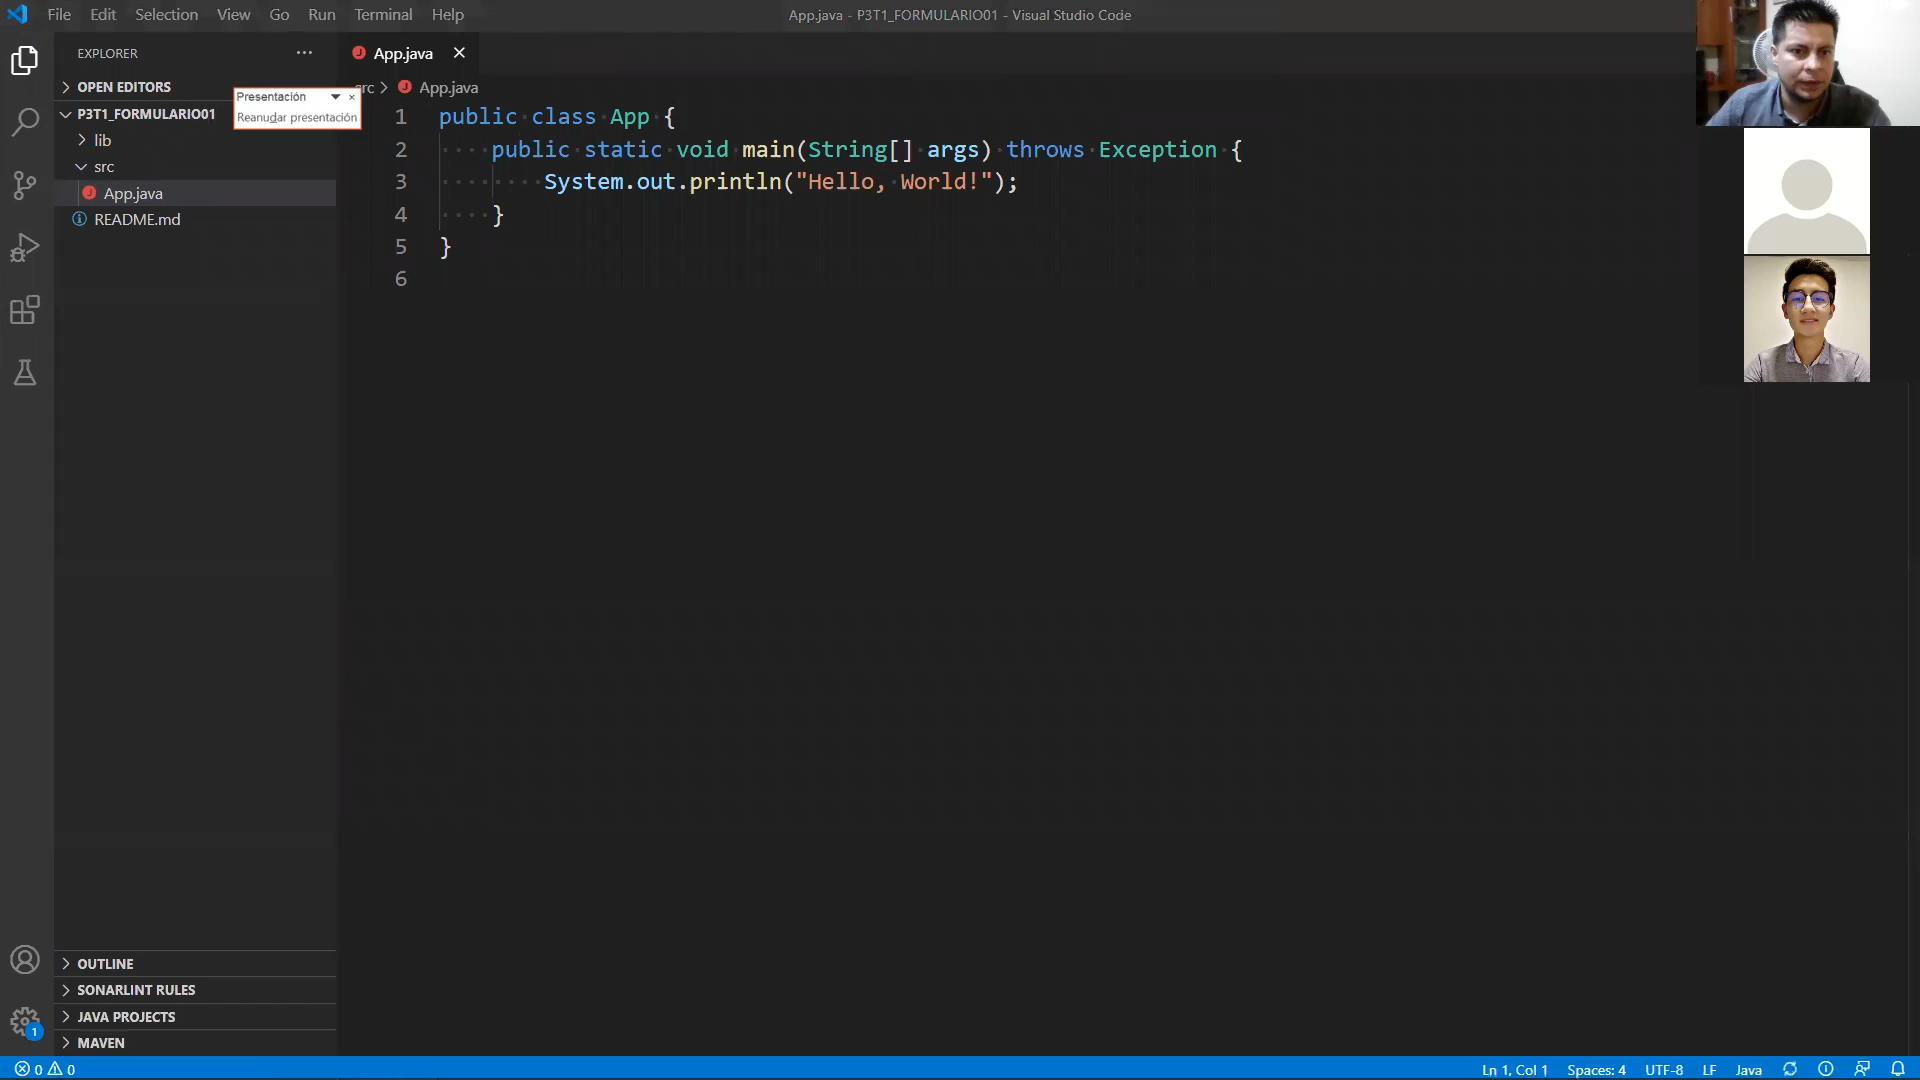 File Edit Selection View Go Run Terminal Help
App.java - P3T1_FORMULARIO01 - Visual Studio Code
EXPLORER
OPEN EDITORS
P3T1_FORMULARIO01
lib
src
App.java
README.md
Presentación
Reanudar presentación
App.java
src App.java
1 public class App {
2 public static void main(String[] args) throws Exception {
3 System.out.println("Hello, World!");
4 }
5 }
6
OUTLINE
SONARLINT RULES
JAVA PROJECTS
MAVEN
1
0 0
Ln 1, Col 1 Spaces: 4 UTF-8 LF Java